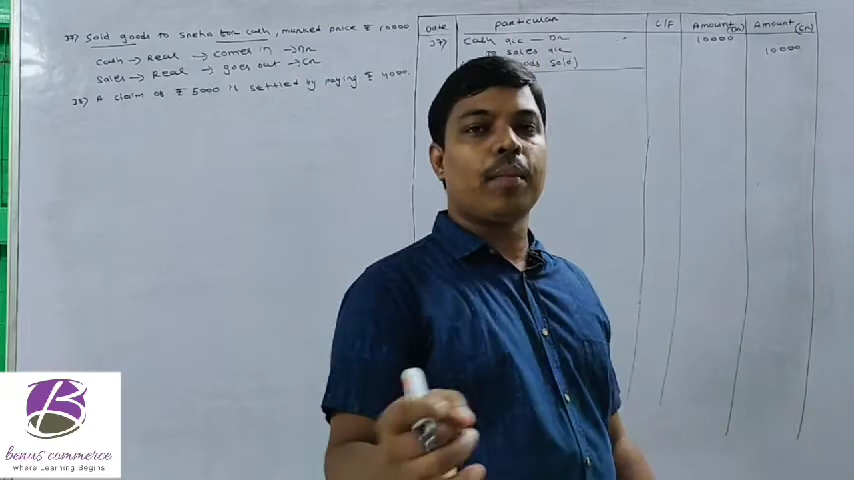 37) Sold goods to Sneha for cash, marked price ₹ 10000
Cash → Real → comes in → Dr
Sales → Real → goes out → Cr
38) A claim of ₹ 5000 is settled by paying ₹ 4000.
Date Particular L/F Amount (Dr) Amount (Cr)
37) Cash a/c — Dr 10000
To sales a/c 10000
Sold)
B
benus commerce
where Learning Begins